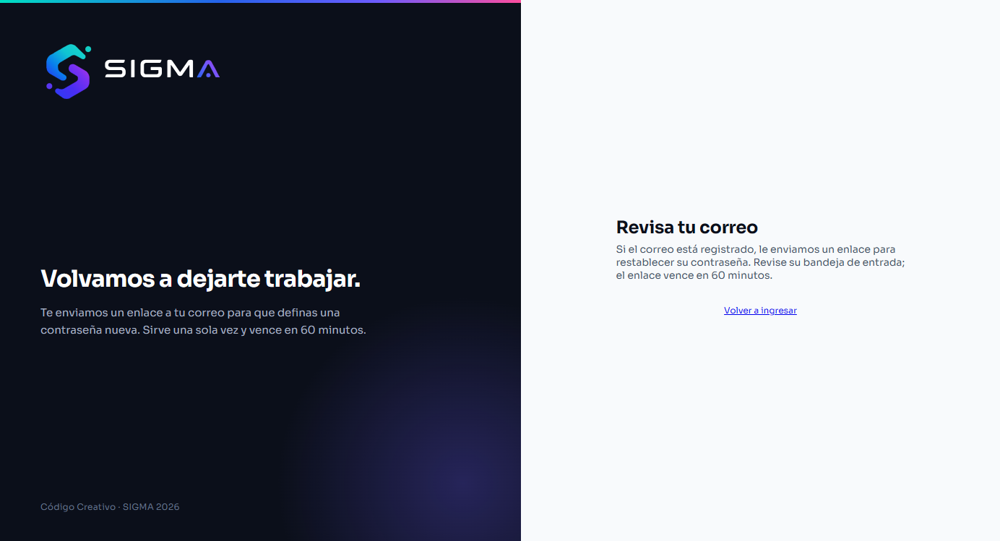 SIGMA
Volvamos a dejarte trabajar.
Te enviamos un enlace a tu correo para que definas una
contraseña nueva. Sirve una sola vez y vence en 60 minutos.
Código Creativo · SIGMA 2026
Revisa tu correo
Si el correo está registrado, le enviamos un enlace para
restablecer su contraseña. Revise su bandeja de entrada;
el enlace vence en 60 minutos.
Volver a ingresar